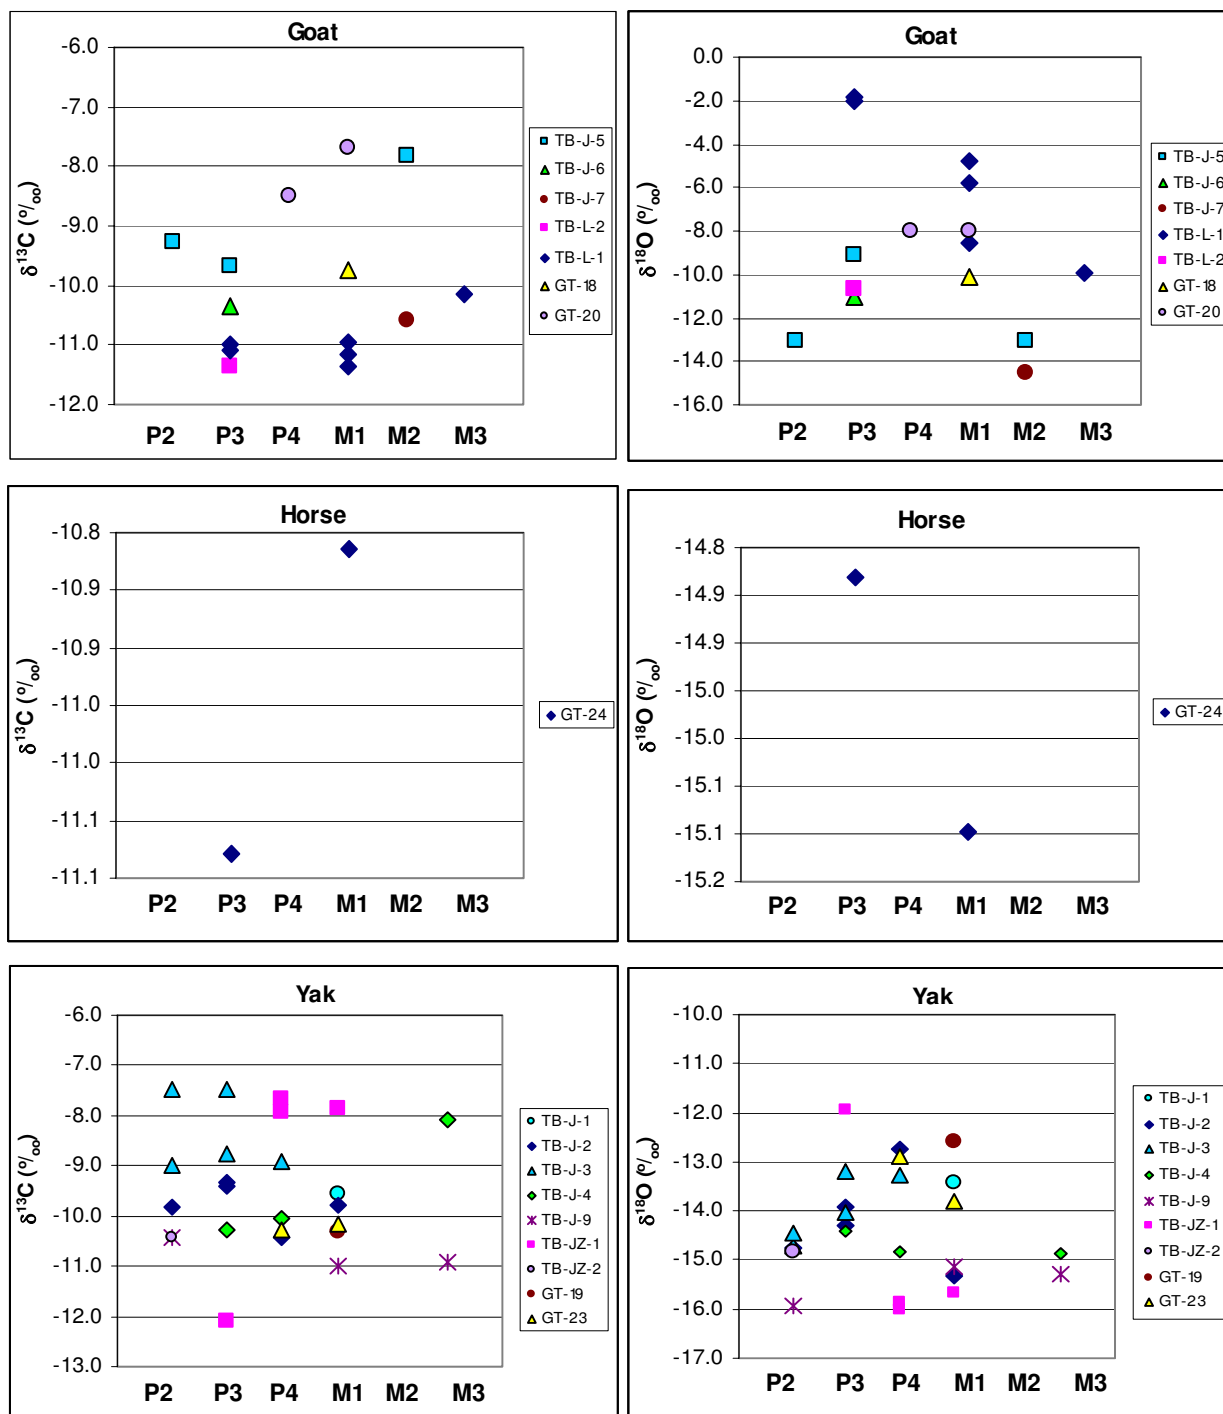 Goat
δ13C (o/oo)
-6.0
-7.0
-8.0
-9.0
-10.0
-11.0
-12.0
P2 P3 P4 M1 M2 M3
TB-J-5
TB-J-6
TB-J-7
TB-L-2
TB-L-1
GT-18
GT-20
Goat
δ18O (o/oo)
0.0
-2.0
-4.0
-6.0
-8.0
-10.0
-12.0
-14.0
-16.0
P2 P3 P4 M1 M2 M3
TB-J-5
TB-J-6
TB-J-7
TB-L-1
TB-L-2
GT-18
GT-20
Horse
δ13C (o/oo)
-10.8
-10.9
-10.9
-11.0
-11.0
-11.1
-11.1
P2 P3 P4 M1 M2 M3
GT-24
Horse
δ18O (o/oo)
-14.8
-14.9
-14.9
-15.0
-15.0
-15.1
-15.1
-15.2
P2 P3 P4 M1 M2 M3
GT-24
Yak
δ13C (o/oo)
-6.0
-7.0
-8.0
-9.0
-10.0
-11.0
-12.0
-13.0
P2 P3 P4 M1 M2 M3
TB-J-1
TB-J-2
TB-J-3
TB-J-4
TB-J-9
TB-JZ-1
TB-JZ-2
GT-19
GT-23
Yak
δ18O (o/oo)
-10.0
-11.0
-12.0
-13.0
-14.0
-15.0
-16.0
-17.0
P2 P3 P4 M1 M2 M3
TB-J-1
TB-J-2
TB-J-3
TB-J-4
TB-J-9
TB-JZ-1
TB-JZ-2
GT-19
GT-23